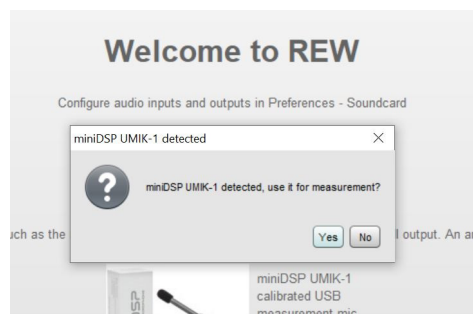 Welcome to REW
Configure audio inputs and outputs in Preferences - Soundcard
miniDSP UMIK-1 detected
miniDSP UMIK-1 detected, use it for measurement?
Yes No
as the
output. An
miniDSP UMIK-1
calibrated USB
measurement mic